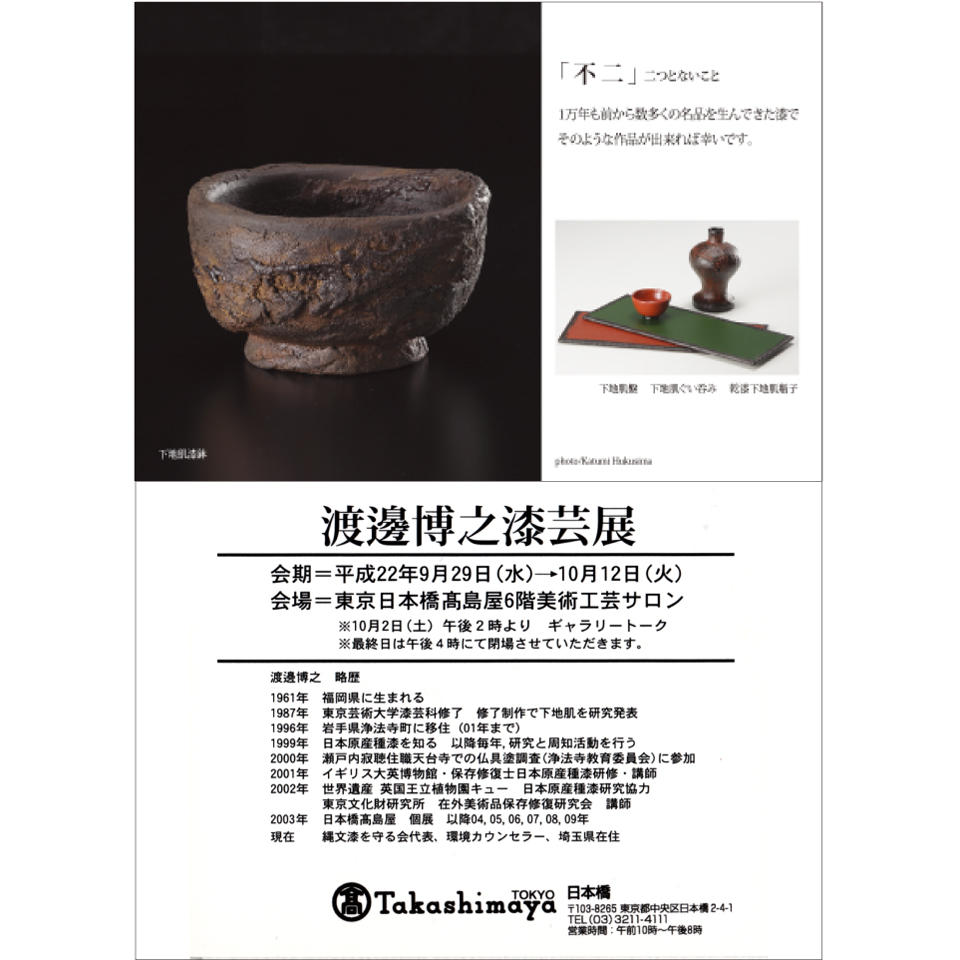 「不二」二つとないこと
1万年も前から数多くの名品を生んできた漆で
そのような作品が出来れば幸いです。
下地肌盤　下地肌ぐい呑み　乾漆下地肌瓶子
下地肌漆鉢
photo/Katumi Hukusima
渡邊博之漆芸展
会期＝平成22年9月29日(水)→10月12日(火)
会場＝東京日本橋髙島屋6階美術工芸サロン
※10月2日(土) 午後2時より　ギャラリートーク
※最終日は午後4時にて閉場させていただきます。
渡邊博之　略歴
1961年　福岡県に生まれる
1987年　東京芸術大学漆芸科修了　修了制作で下地肌を研究発表
1996年　岩手県浄法寺町に移住（01年まで）
1999年　日本原産種漆を知る　以降毎年,研究と周知活動を行う
2000年　瀬戸内寂聴住職天台寺での仏具塗調査(浄法寺教育委員会)に参加
2001年　イギリス大英博物館・保存修復士日本原産種漆研修・講師
2002年　世界遺産 英国王立植物園キュー　日本原産種漆研究協力
東京文化財研究所　在外美術品保存修復研究会　講師
2003年　日本橋髙島屋　個展　以降04, 05, 06, 07, 08, 09年
現在　縄文漆を守る会代表、環境カウンセラー、埼玉県在住
髙 Takashimaya TOKYO 日本橋
〒103-8265 東京都中央区日本橋2-4-1
TEL (03) 3211-4111
営業時間：午前10時〜午後8時